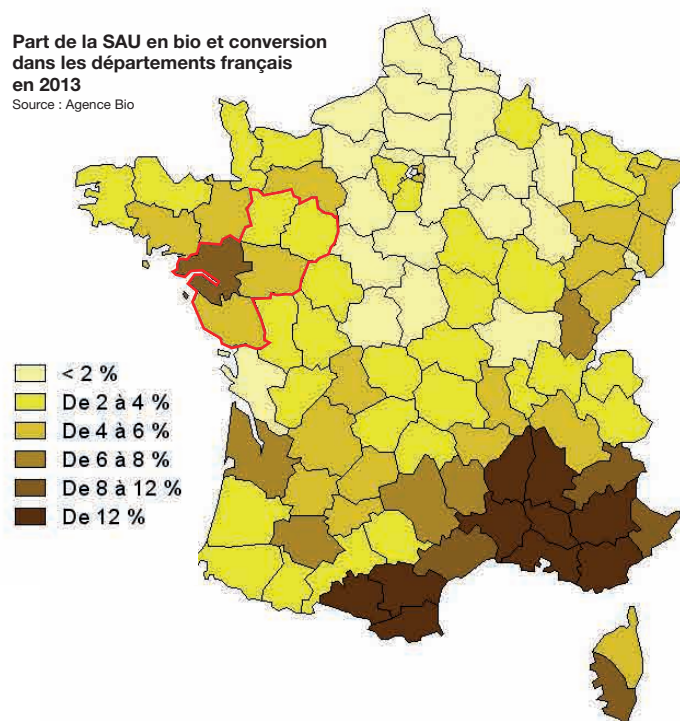 Part de la SAU en bio et conversion
dans les départements français
en 2013
Source : Agence Bio
< 2 %
De 2 à 4 %
De 4 à 6 %
De 6 à 8 %
De 8 à 12 %
De 12 %